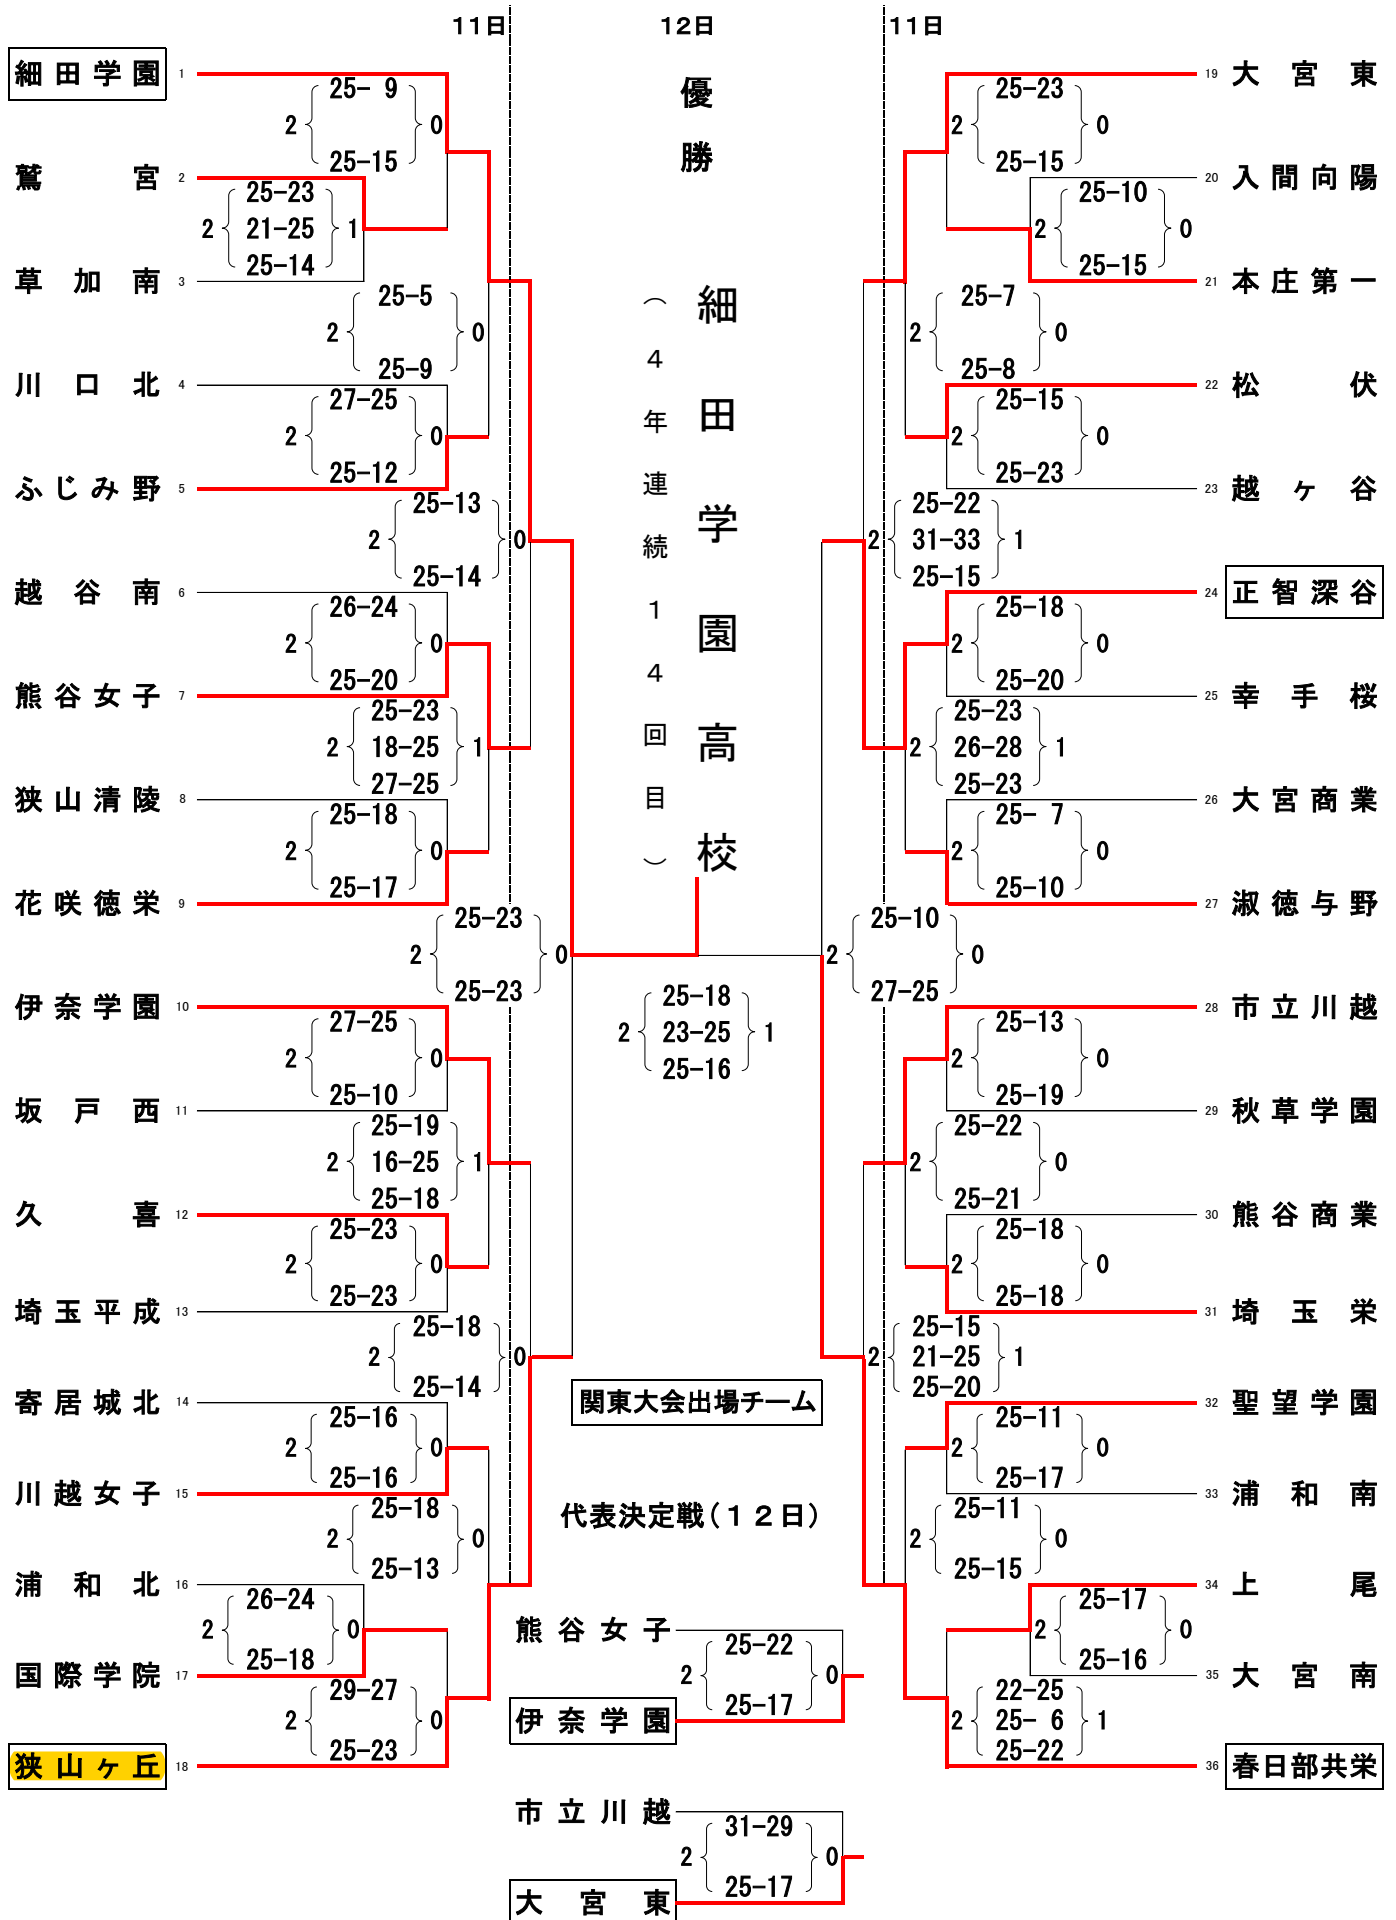 11日
12日
11日
優勝
細田学園高校
（4年連続14回目）
細田学園 1
25- 9
2 0
25-15
鷲宮 2
25-23
2 21-25 1
25-14
草加南 3
25-5
2 0
25-9
川口北 4
27-25
2 0
25-12
ふじみ野 5
25-13
2 0
25-14
越谷南 6
26-24
2 0
25-20
熊谷女子 7
25-23
2 18-25 1
27-25
狭山清陵 8
25-18
2 0
25-17
花咲徳栄 9
25-23
2 0
25-23
伊奈学園 10
27-25
2 0
25-10
坂戸西 11
25-19
2 16-25 1
25-18
久喜 12
25-23
2 0
25-23
埼玉平成 13
25-18
2 0
25-14
寄居城北 14
25-16
2 0
25-16
川越女子 15
25-18
2 0
25-13
浦和北 16
26-24
2 0
25-18
国際学院 17
29-27
2 0
25-23
狭山ヶ丘 18
25-18
2 23-25 1
25-16
19 大宮東
25-23
2 0
25-15
20 入間向陽
25-10
2 0
25-15
21 本庄第一
25-7
2 0
25-8
22 松伏
25-15
2 0
25-23
23 越ヶ谷
25-22
2 31-33 1
25-15
24 正智深谷
25-18
2 0
25-20
25 幸手桜
25-23
2 26-28 1
25-23
26 大宮商業
25- 7
2 0
25-10
27 淑徳与野
25-10
2 0
27-25
28 市立川越
25-13
2 0
25-19
29 秋草学園
25-22
2 0
25-21
30 熊谷商業
25-18
2 0
25-18
31 埼玉栄
25-15
2 21-25 1
25-20
32 聖望学園
25-11
2 0
25-17
33 浦和南
25-11
2 0
25-15
34 上尾
25-17
2 0
25-16
35 大宮南
22-25
2 25- 6 1
25-22
36 春日部共栄
関東大会出場チーム
代表決定戦（12日）
熊谷女子
25-22
2 0
25-17
伊奈学園
市立川越
31-29
2 0
25-17
大宮東